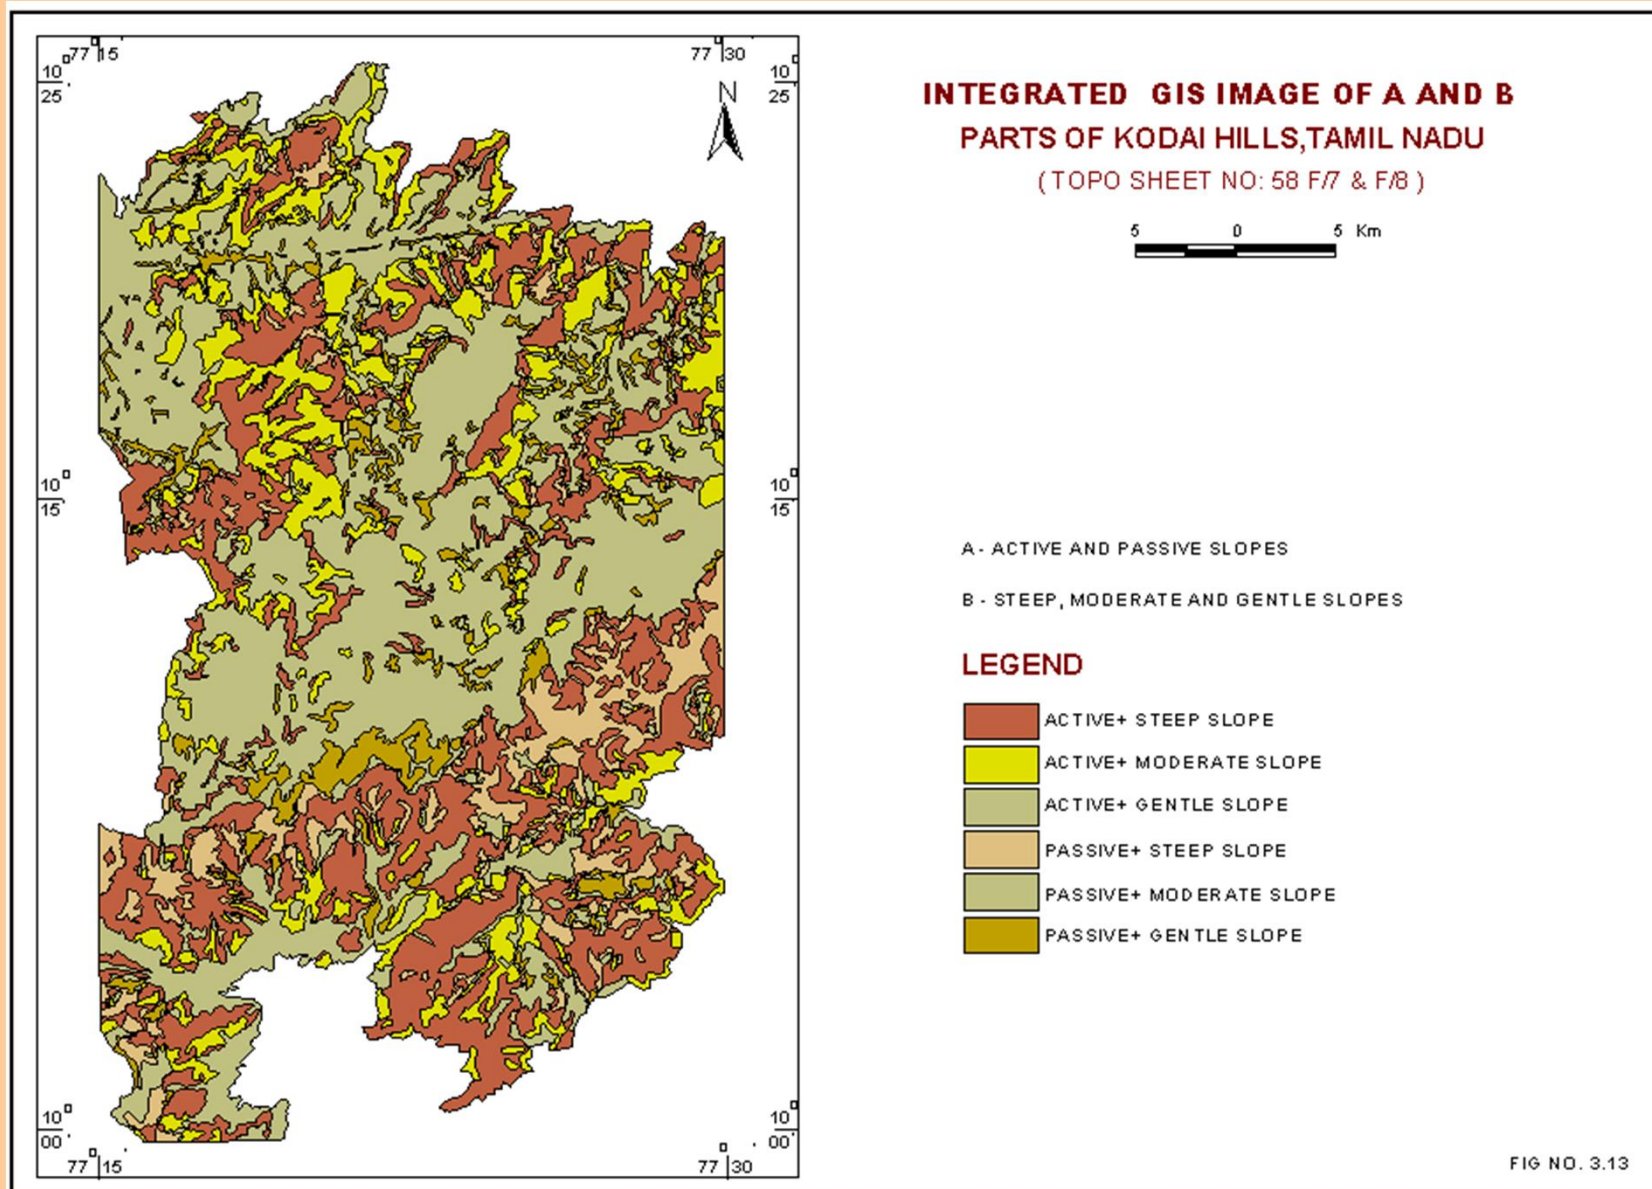 77° 15'
77° 30'
10° 25'
10° 25'
N
INTEGRATED GIS IMAGE OF A AND B
PARTS OF KODAI HILLS,TAMIL NADU
( TOPO SHEET NO: 58 F/7 & F/8 )
5 0 5 Km
10° 15'
10° 15'
A - ACTIVE AND PASSIVE SLOPES
B - STEEP, MODERATE AND GENTLE SLOPES
LEGEND
ACTIVE+ STEEP SLOPE
ACTIVE+ MODERATE SLOPE
ACTIVE+ GENTLE SLOPE
PASSIVE+ STEEP SLOPE
PASSIVE+ MODERATE SLOPE
PASSIVE+ GENTLE SLOPE
10° 00'
10° 00'
77° 15'
77° 30'
FIG NO. 3.13